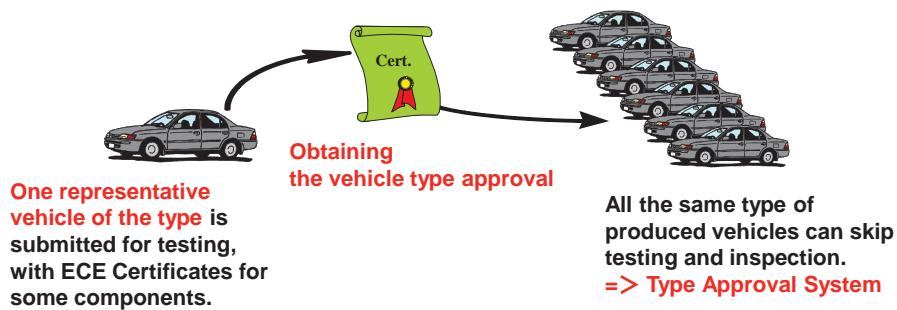 Cert.
Obtaining
the vehicle type approval
One representative
vehicle of the type is
submitted for testing,
with ECE Certificates for
some components.
All the same type of
produced vehicles can skip
testing and inspection.
=> Type Approval System